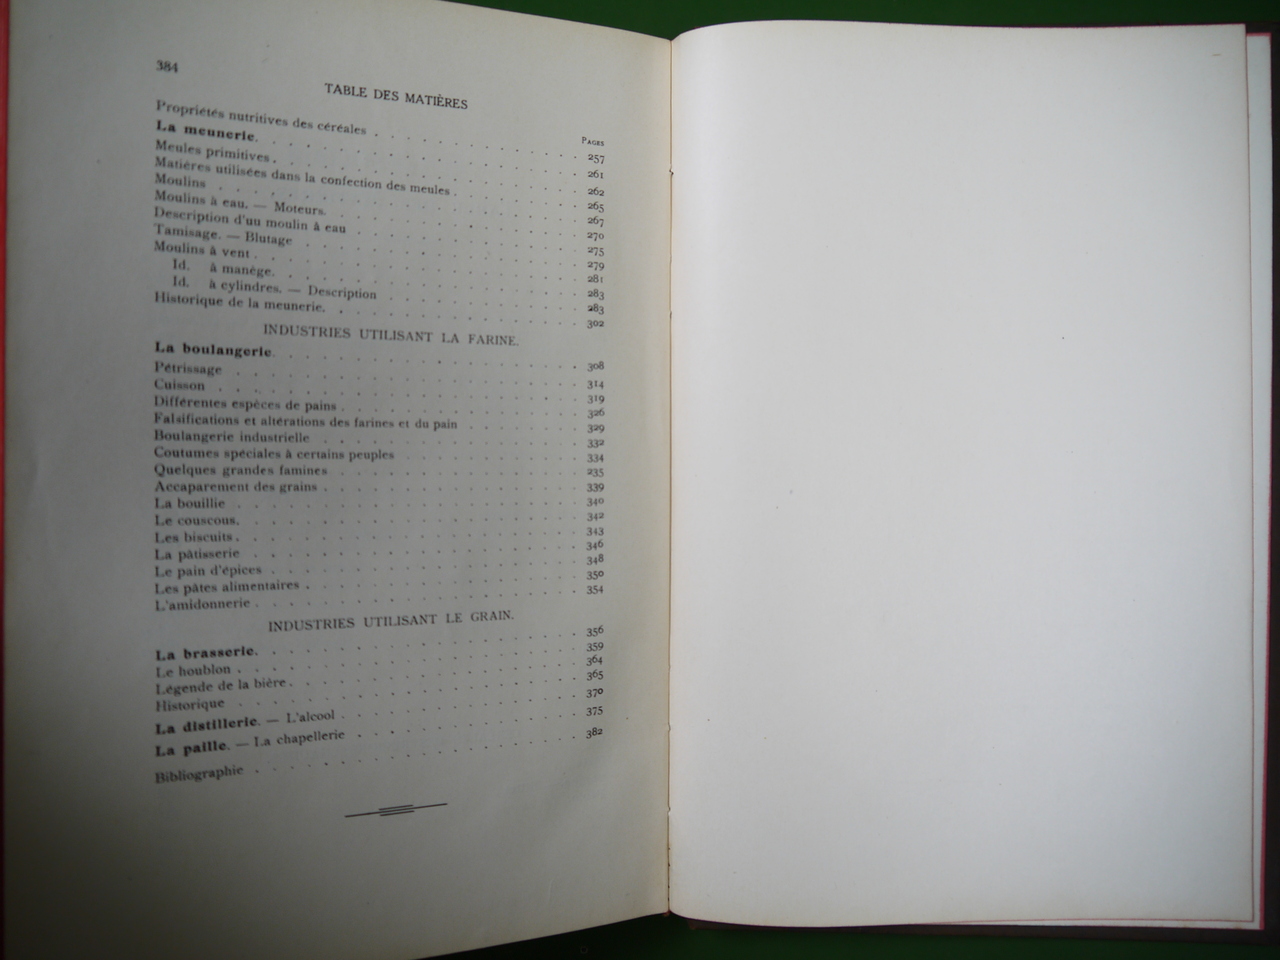 384
TABLE DES MATIÈRES
PAGES
Propriétés nutritives des céréales . . . . . . . . . . . 257
La meunerie. . . . . . . . . . . . . . . . 261
Meules primitives . . . . . . . . . . . . . . . 262
Matières utilisées dans la confection des meules . . . . . . . 265
Moulins . . . . . . . . . . . . . . . . . 267
Moulins à eau. — Moteurs. . . . . . . . . . . . . 270
Description d'uu moulin à eau . . . . . . . . . . . . 275
Tamisage. — Blutage . . . . . . . . . . . . . . 279
Moulins à vent . . . . . . . . . . . . . . . . 281
Id. à manège. . . . . . . . . . . . . . . 283
Id. à cylindres. — Description . . . . . . . . . . 283
Historique de la meunerie. . . . . . . . . . . . . 302
INDUSTRIES UTILISANT LA FARINE.
La boulangerie. . . . . . . . . . . . . . . 308
Pétrissage . . . . . . . . . . . . . . . . 314
Cuisson . . . . . . . . . . . . . . . . . 319
Différentes espèces de pains . . . . . . . . . . . . 326
Falsifications et altérations des farines et du pain . . . . . . 329
Boulangerie industrielle . . . . . . . . . . . . . 332
Coutumes spéciales à certains peuples . . . . . . . . . 334
Quelques grandes famines . . . . . . . . . . . . 235
Accaparement des grains . . . . . . . . . . . . . 339
La bouillie . . . . . . . . . . . . . . . . 340
Le couscous. . . . . . . . . . . . . . . . 342
Les biscuits . . . . . . . . . . . . . . . . 343
La pâtisserie . . . . . . . . . . . . . . . 346
Le pain d'épices . . . . . . . . . . . . . . . 348
Les pâtes alimentaires . . . . . . . . . . . . . 350
L'amidonnerie . . . . . . . . . . . . . . . 354
INDUSTRIES UTILISANT LE GRAIN.
La brasserie. . . . . . . . . . . . . . . . 356
Le houblon . . . . . . . . . . . . . . . . 359
Légende de la bière . . . . . . . . . . . . . . 364
Historique . . . . . . . . . . . . . . . . 365
La distillerie. — L'alcool . . . . . . . . . . . . 370
La paille. — La chapellerie . . . . . . . . . . . . 375
Bibliographie . . . . . . . . . . . . . . . 382